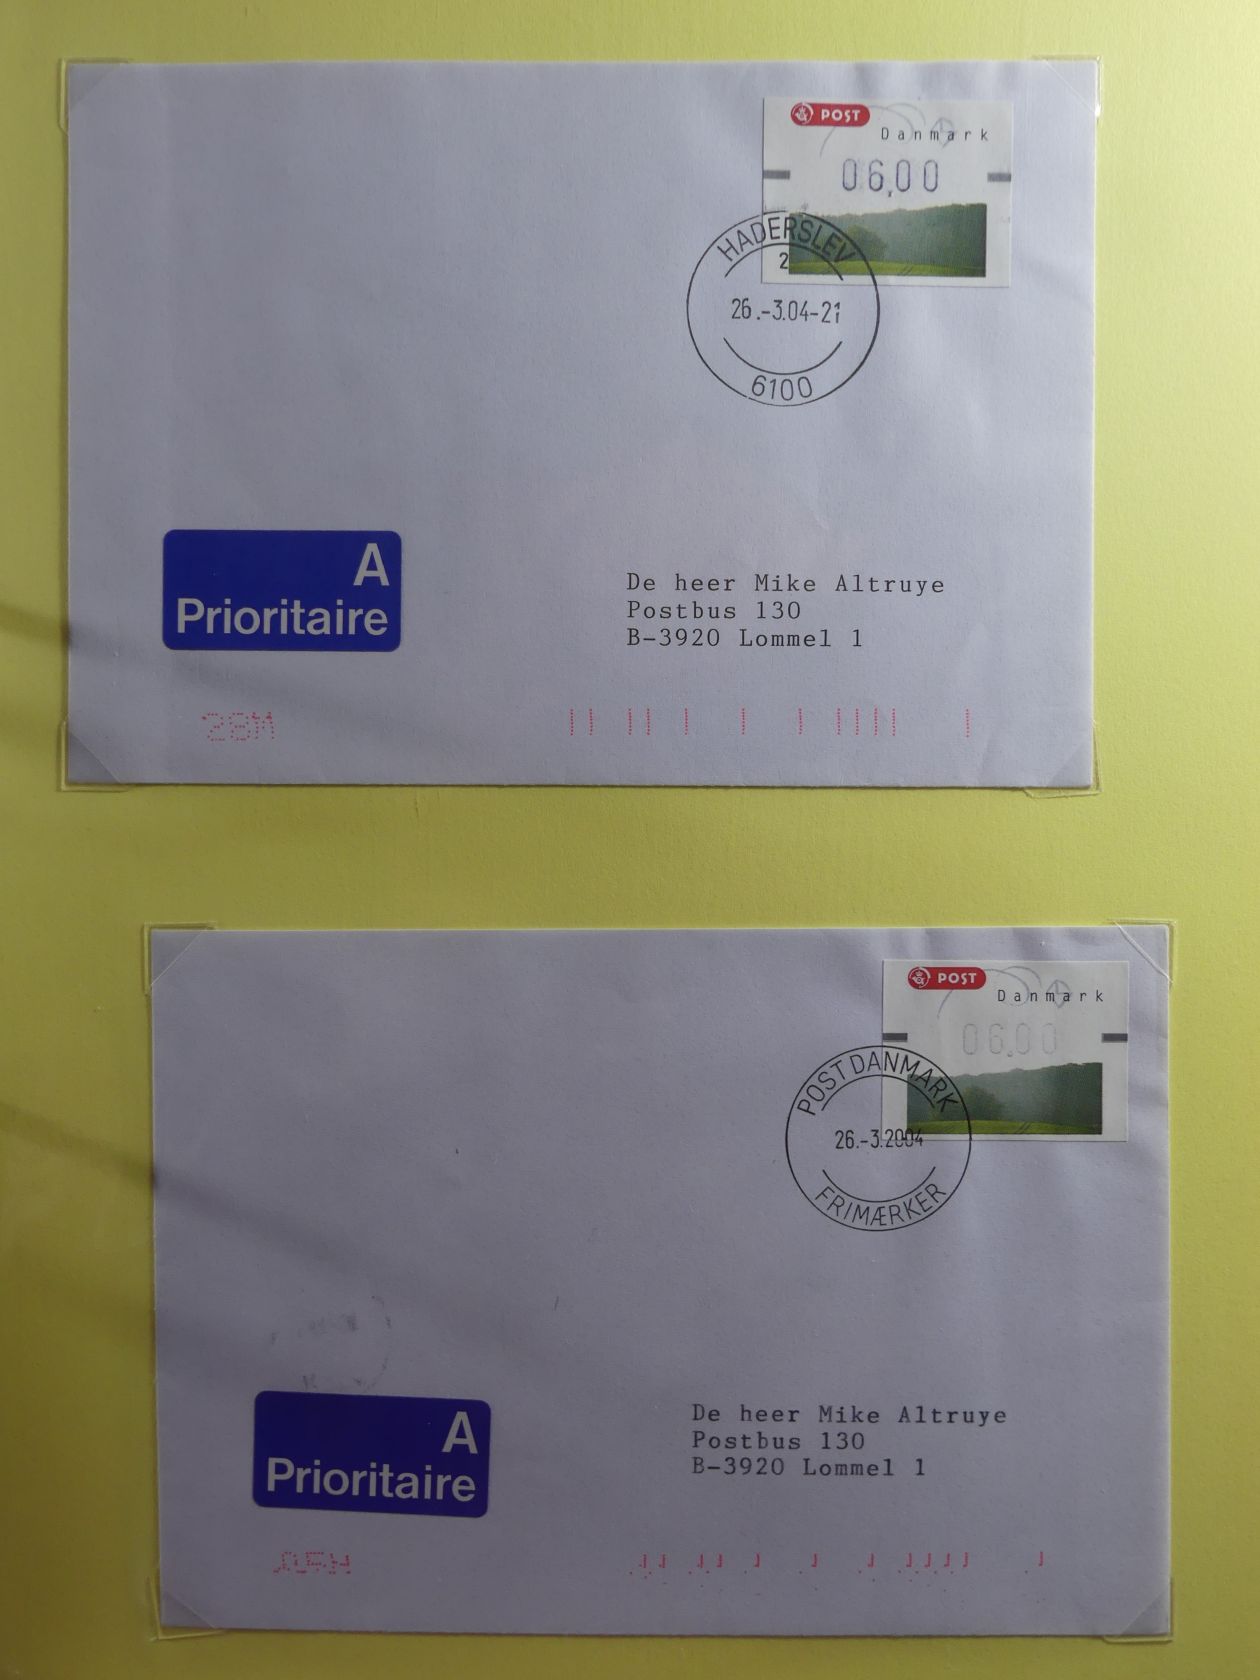 POST
Danmark
06,00
HADERSLEV
2
26.-3.04-21
6100
A
Prioritaire
De heer Mike Altruye
Postbus 130
B-3920 Lommel 1
28M
POST
Danmark
06,00
POST DANMARK
26.-3.2004
FRIMÆRKER
A
Prioritaire
De heer Mike Altruye
Postbus 130
B-3920 Lommel 1